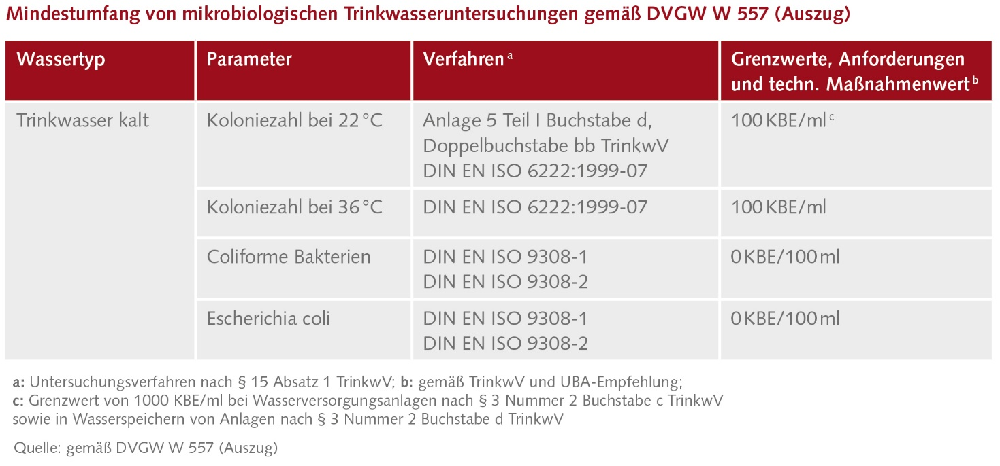 Mindestumfang von mikrobiologischen Trinkwasseruntersuchungen gemäß DVGW W 557 (Auszug)
Wassertyp
Parameter
Verfahren a
Grenzwerte, Anforderungen
und techn. Maßnahmenwert b
Trinkwasser kalt
Koloniezahl bei 22 °C
Anlage 5 Teil I Buchstabe d,
Doppelbuchstabe bb TrinkwV
DIN EN ISO 6222:1999-07
100 KBE/ml c
Koloniezahl bei 36 °C
DIN EN ISO 6222:1999-07
100 KBE/ml
Coliforme Bakterien
DIN EN ISO 9308-1
DIN EN ISO 9308-2
0 KBE/100 ml
Escherichia coli
DIN EN ISO 9308-1
DIN EN ISO 9308-2
0 KBE/100 ml
a: Untersuchungsverfahren nach § 15 Absatz 1 TrinkwV; b: gemäß TrinkwV und UBA-Empfehlung;
c: Grenzwert von 1000 KBE/ml bei Wasserversorgungsanlagen nach § 3 Nummer 2 Buchstabe c TrinkwV
sowie in Wasserspeichern von Anlagen nach § 3 Nummer 2 Buchstabe d TrinkwV
Quelle: gemäß DVGW W 557 (Auszug)